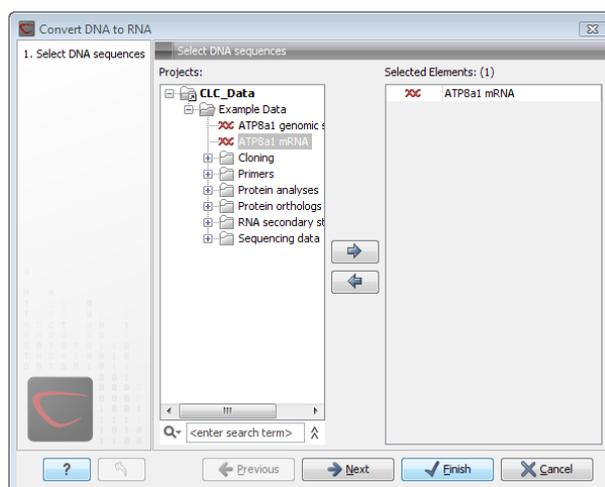 Convert DNA to RNA
1. Select DNA sequences
Select DNA sequences
Projects:
CLC_Data
Example Data
ATP8a1 genomic s
ATP8a1 mRNA
Cloning
Primers
Protein analyses
Protein orthologs
RNA secondary st
Sequencing data
<enter search term>
Selected Elements: (1)
ATP8a1 mRNA
?
Previous
Next
Finish
Cancel